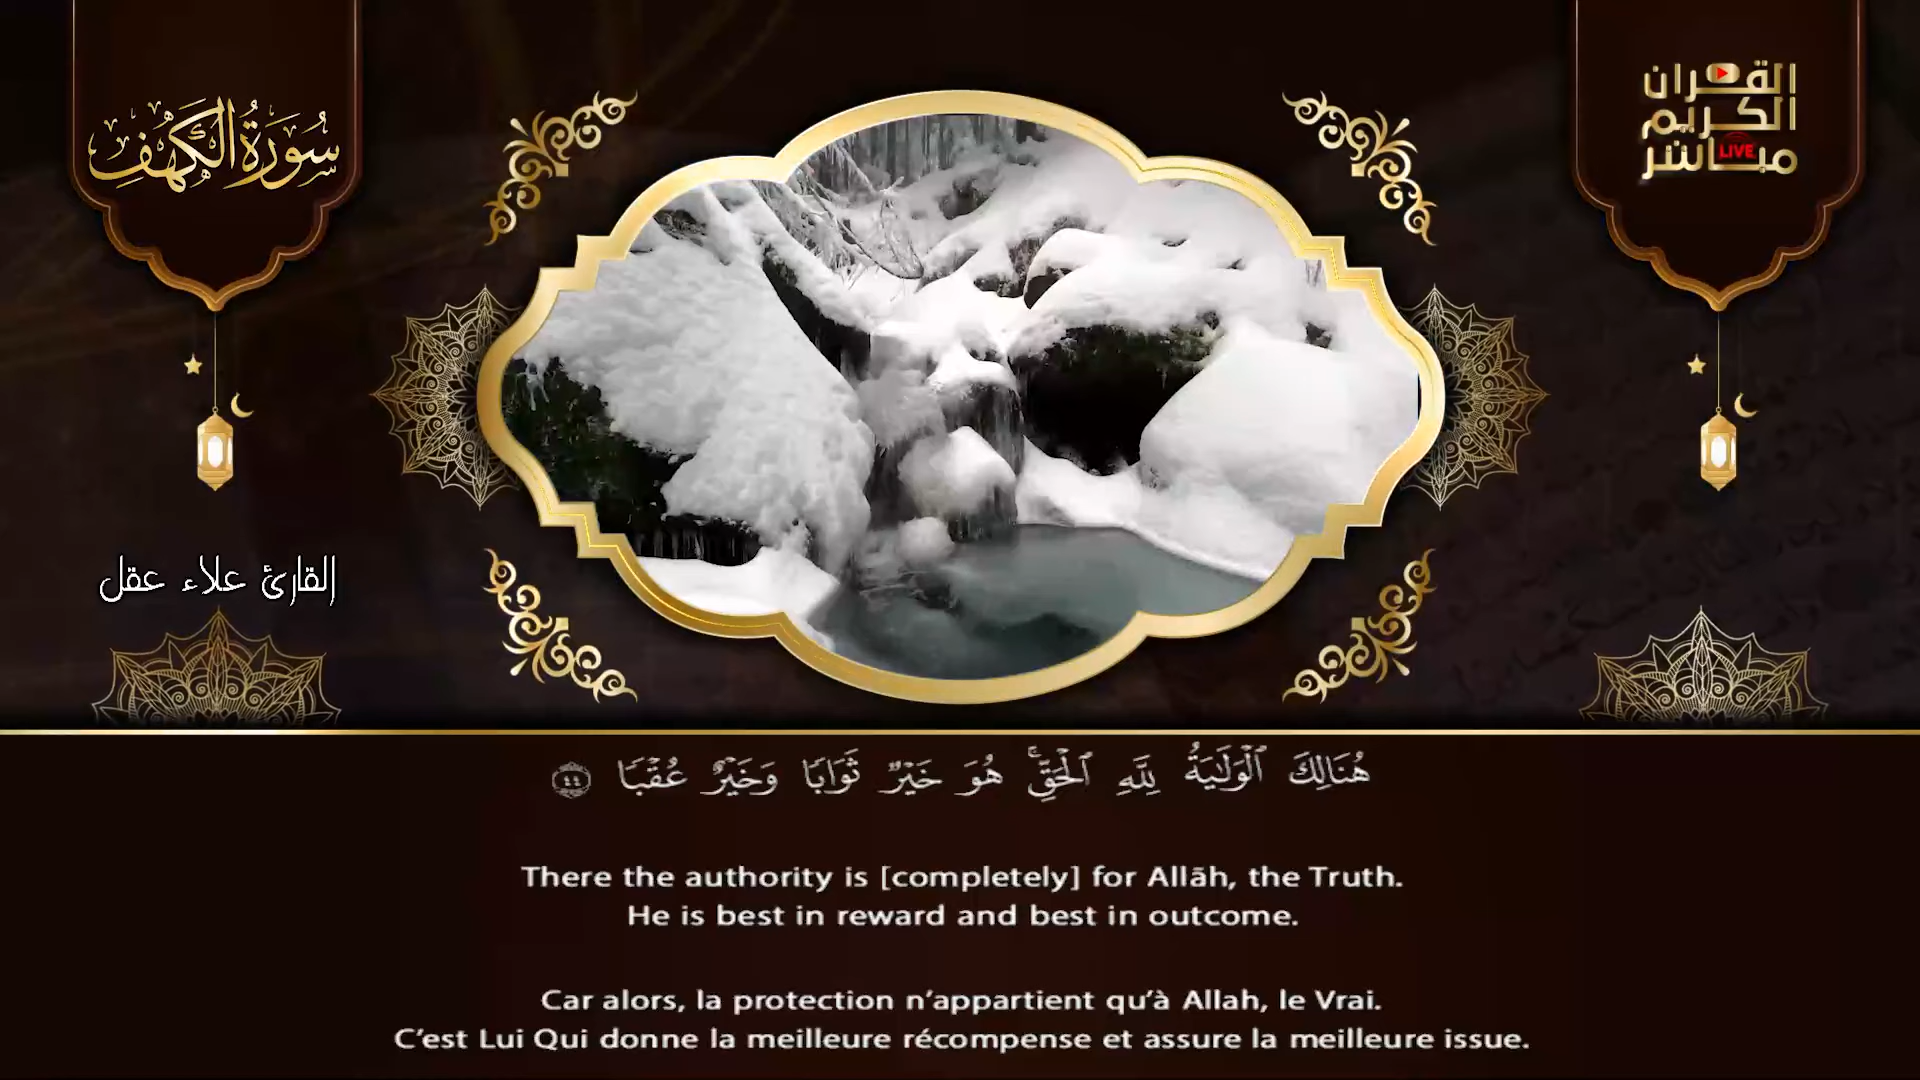 سُورَةُ الكَهْفِ
القرآن
الكريم
مباشر
LIVE
القارئ علاء عقل
هُنَالِكَ ٱلْوَلَٰيَةُ لِلَّهِ ٱلْحَقِّ ۚ هُوَ خَيْرٌ ثَوَابًا وَخَيْرٌ عُقْبًا ٤٤
There the authority is [completely] for Allāh, the Truth.
He is best in reward and best in outcome.
Car alors, la protection n’appartient qu’à Allah, le Vrai.
C’est Lui Qui donne la meilleure récompense et assure la meilleure issue.